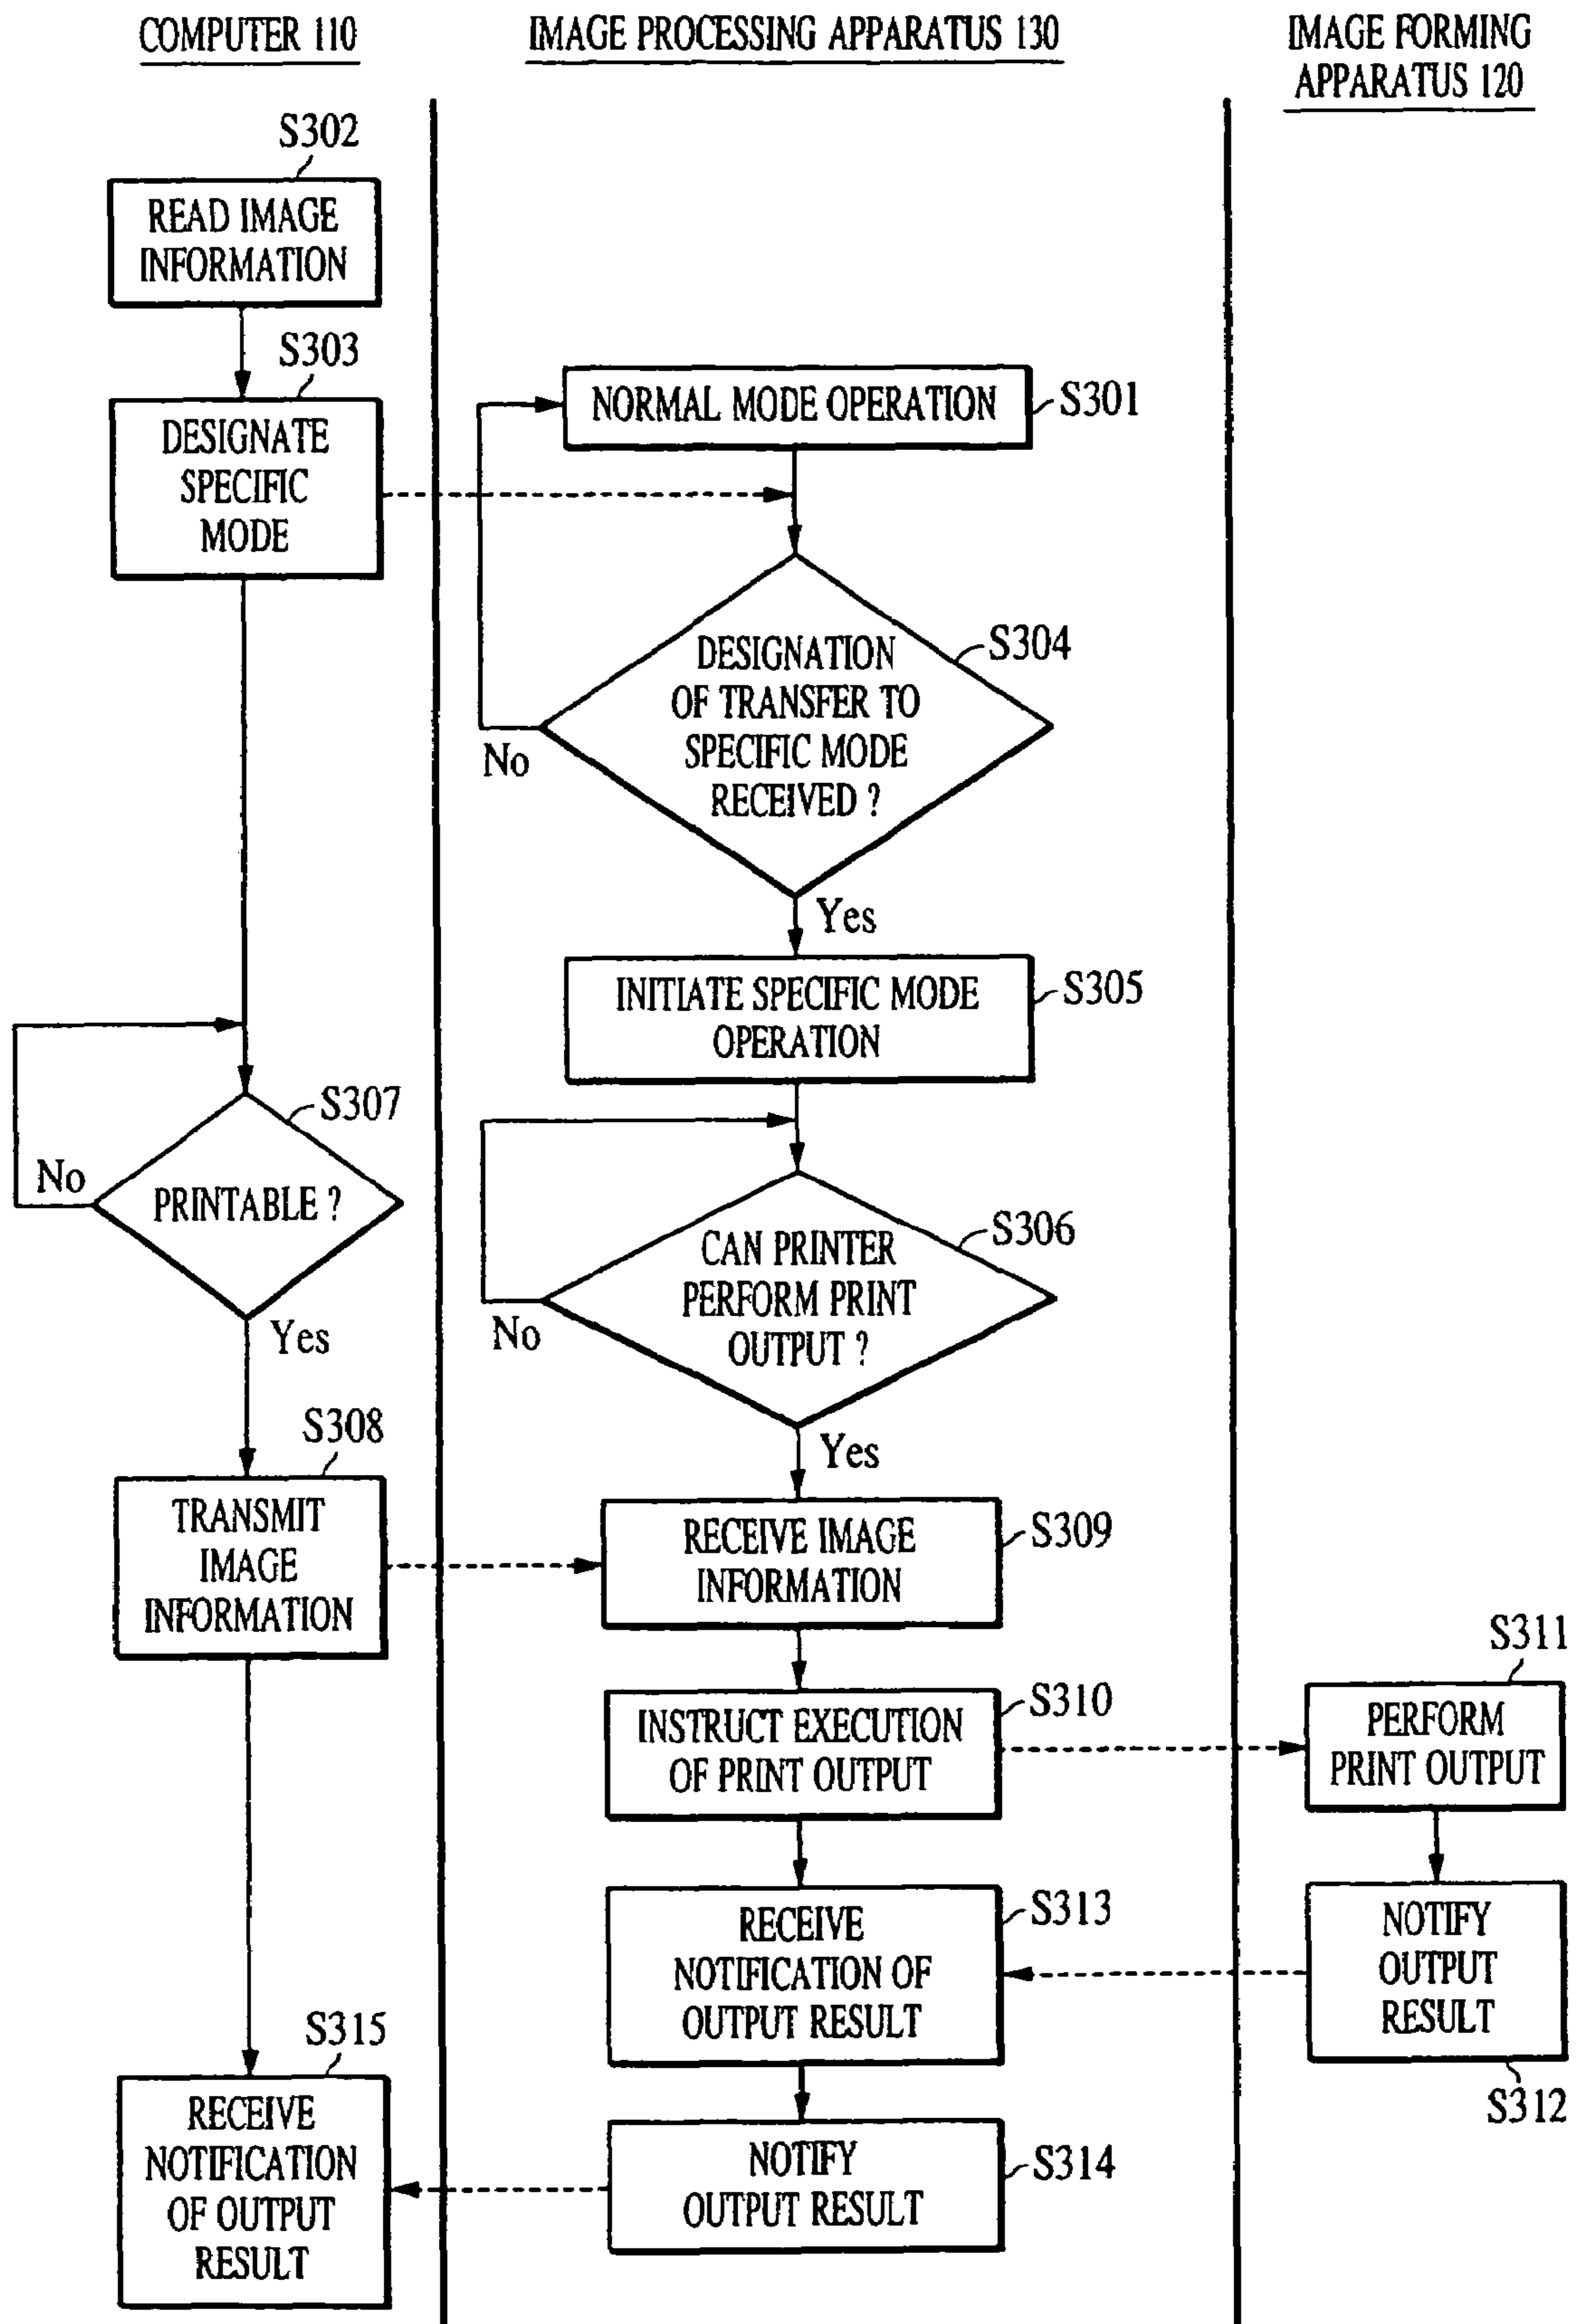 COMPUTER 110
IMAGE PROCESSING APPARATUS 130
IMAGE FORMING
APPARATUS 120
S302
READ IMAGE
INFORMATION
S303
DESIGNATE
SPECIFIC
MODE
NORMAL MODE OPERATION
S301
S304
DESIGNATION
OF TRANSFER TO
SPECIFIC MODE
RECEIVED ?
No
Yes
INITIATE SPECIFIC MODE
OPERATION
S305
S307
PRINTABLE ?
No
Yes
S306
CAN PRINTER
PERFORM PRINT
OUTPUT ?
No
Yes
S308
TRANSMIT
IMAGE
INFORMATION
RECEIVE IMAGE
INFORMATION
S309
INSTRUCT EXECUTION
OF PRINT OUTPUT
S310
S311
PERFORM
PRINT OUTPUT
RECEIVE
NOTIFICATION OF
OUTPUT RESULT
S313
NOTIFY
OUTPUT
RESULT
S312
S315
RECEIVE
NOTIFICATION
OF OUTPUT
RESULT
NOTIFY
OUTPUT RESULT
S314